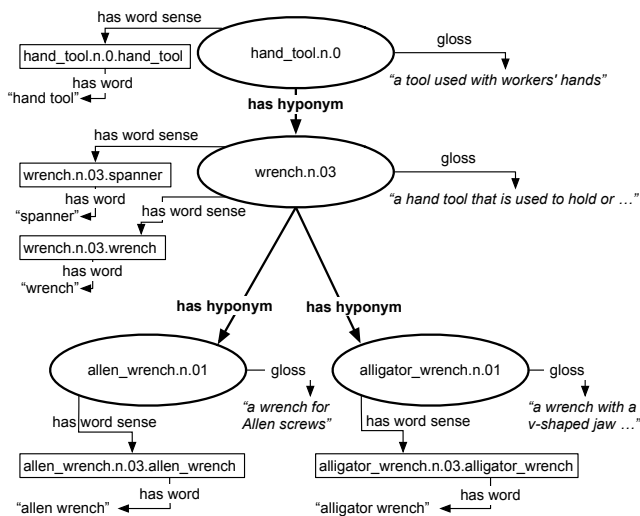 has word sense
hand_tool.n.0.hand_tool
has word
“hand tool”
hand_tool.n.0
gloss
“a tool used with workers' hands”
has hyponym
has word sense
wrench.n.03.spanner
has word
“spanner”
has word sense
wrench.n.03.wrench
has word
“wrench”
wrench.n.03
gloss
“a hand tool that is used to hold or …”
has hyponym
has hyponym
allen_wrench.n.01
gloss
“a wrench for
Allen screws”
has word sense
allen_wrench.n.03.allen_wrench
has word
“allen wrench”
alligator_wrench.n.01
gloss
“a wrench with a
v-shaped jaw …”
has word sense
alligator_wrench.n.03.alligator_wrench
has word
“alligator wrench”